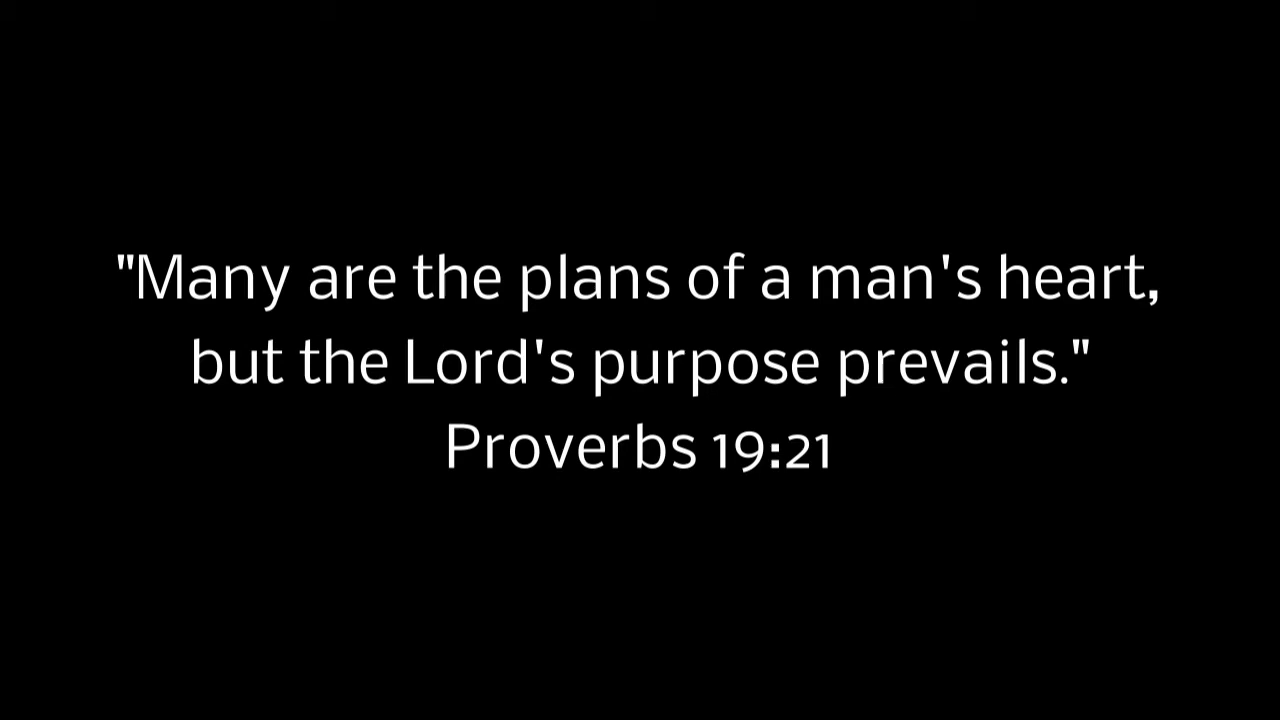 "Many are the plans of a man's heart,
but the Lord's purpose prevails."
Proverbs 19:21